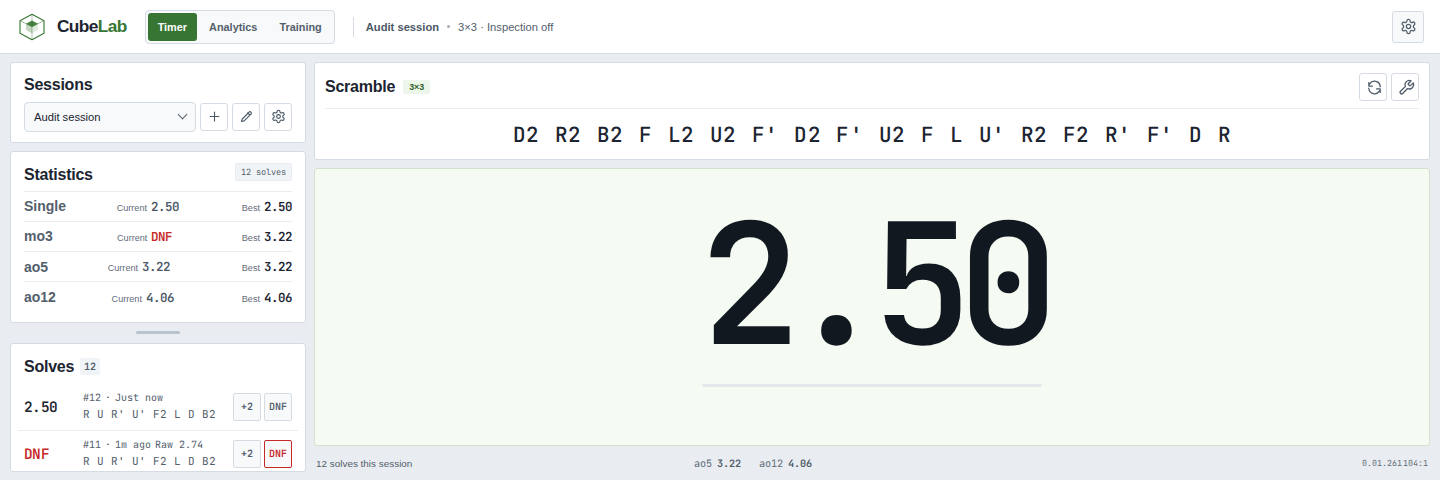 CubeLab Timer Analytics Training Audit session • 3×3 · Inspection off
Sessions
Audit session
Statistics 12 solves
Single Current 2.50 Best 2.50
mo3 Current DNF Best 3.22
ao5 Current 3.22 Best 3.22
ao12 Current 4.06 Best 4.06
Solves 12
2.50 #12 · Just now +2 DNF
R U R' U' F2 L D B2
DNF #11 · 1m ago Raw 2.74 +2 DNF
R U R' U' F2 L D B2
Scramble 3×3
D2 R2 B2 F L2 U2 F' D2 F' U2 F L U' R2 F2 R' F' D R
2.50
12 solves this session ao5 3.22 ao12 4.06 0.01.261104:1